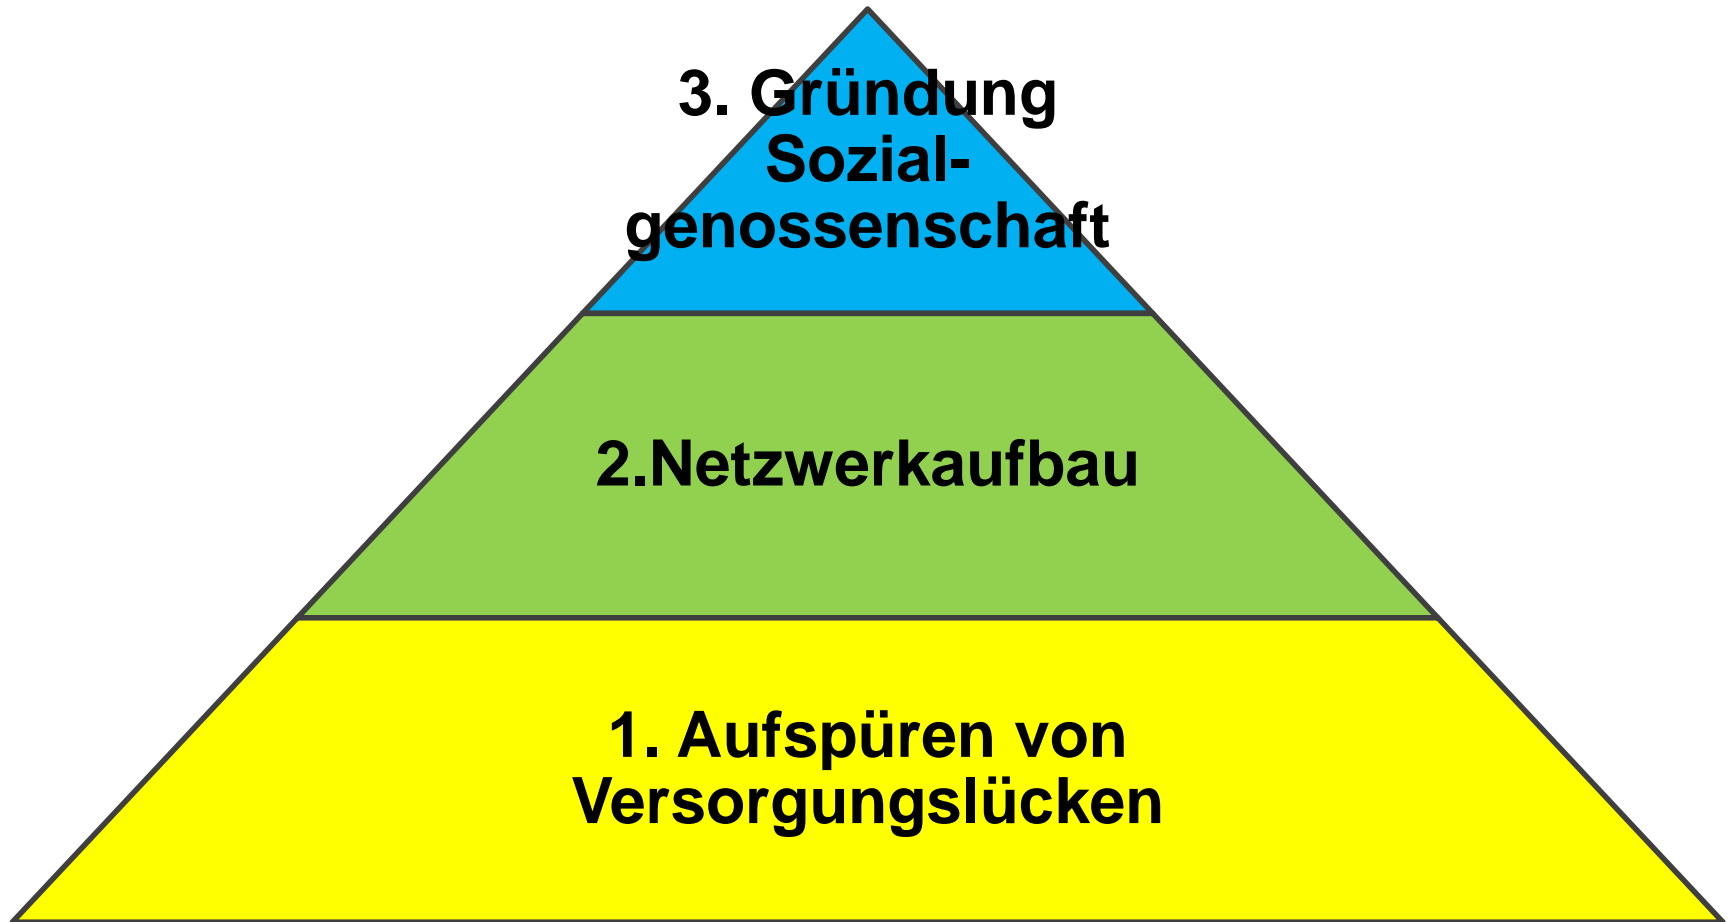 3. Gründung
Sozial-
genossenschaft
2.Netzwerkaufbau
1. Aufspüren von
Versorgungslücken